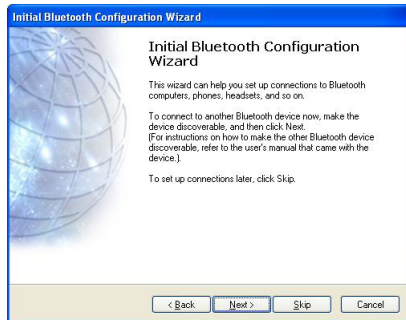 Initial Bluetooth Configuration Wizard
Initial Bluetooth Configuration
Wizard
This wizard can help you set up connections to Bluetooth
computers, phones, headsets, and so on.
To connect to another Bluetooth device now, make the
device discoverable, and then click Next.
(For instructions on how to make the other Bluetooth device
discoverable, refer to the user's manual that came with the
device.).
To set up connections later, click Skip.
< Back Next > Skip Cancel